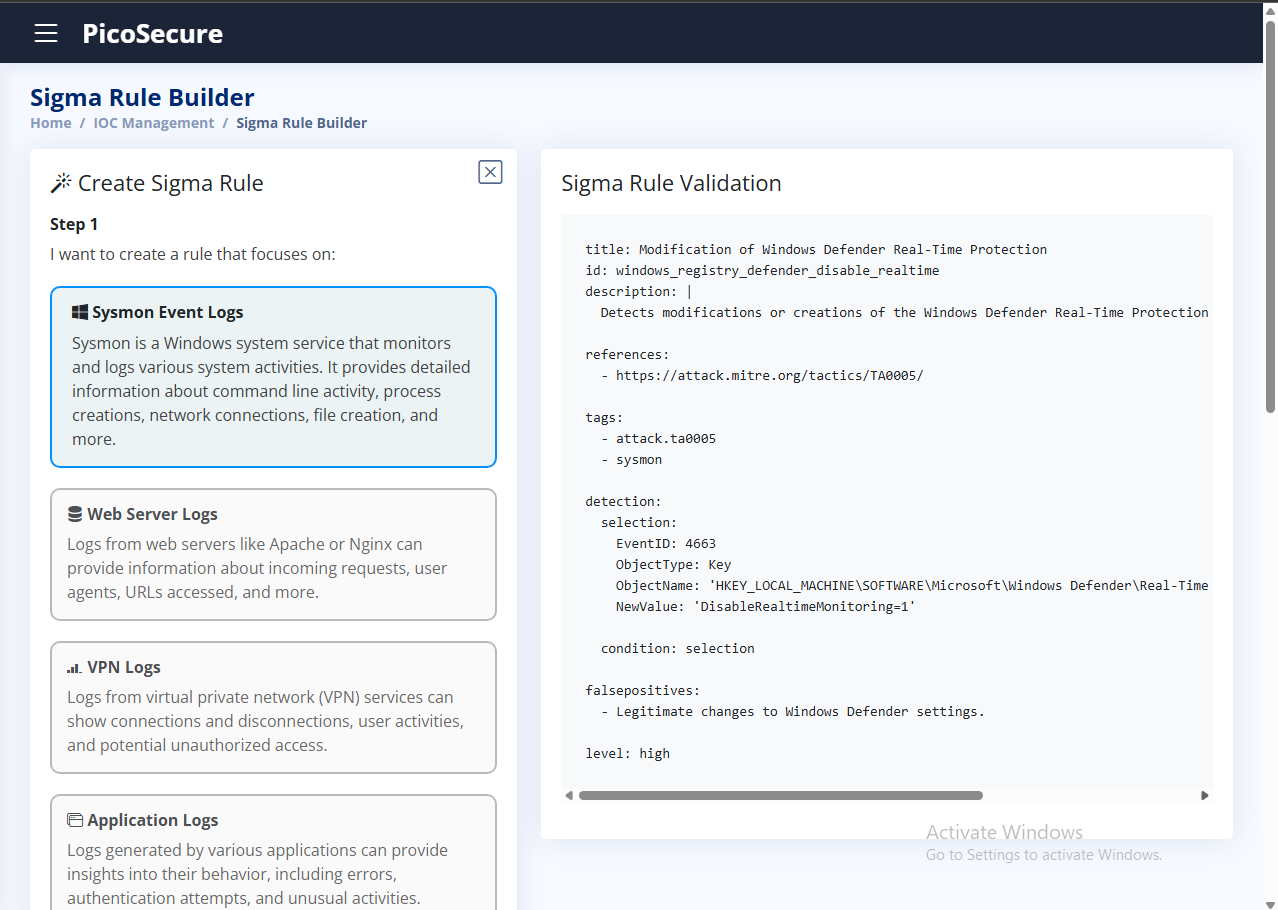 PicoSecure
Sigma Rule Builder
Home / IOC Management / Sigma Rule Builder
Create Sigma Rule
Step 1
I want to create a rule that focuses on:
Sysmon Event Logs
Sysmon is a Windows system service that monitors
and logs various system activities. It provides detailed
information about command line activity, process
creations, network connections, file creation, and
more.
Web Server Logs
Logs from web servers like Apache or Nginx can
provide information about incoming requests, user
agents, URLs accessed, and more.
VPN Logs
Logs from virtual private network (VPN) services can
show connections and disconnections, user activities,
and potential unauthorized access.
Application Logs
Logs generated by various applications can provide
insights into their behavior, including errors,
authentication attempts, and unusual activities.
Sigma Rule Validation
title: Modification of Windows Defender Real-Time Protection
id: windows_registry_defender_disable_realtime
description: |
  Detects modifications or creations of the Windows Defender Real-Time Protection
references:
  - https://attack.mitre.org/tactics/TA0005/
tags:
  - attack.ta0005
  - sysmon
detection:
  selection:
    EventID: 4663
    ObjectType: Key
    ObjectName: 'HKEY_LOCAL_MACHINE\SOFTWARE\Microsoft\Windows Defender\Real-Time
    NewValue: 'DisableRealtimeMonitoring=1'
  condition: selection
falsepositives:
  - Legitimate changes to Windows Defender settings.
level: high
Activate Windows
Go to Settings to activate Windows.